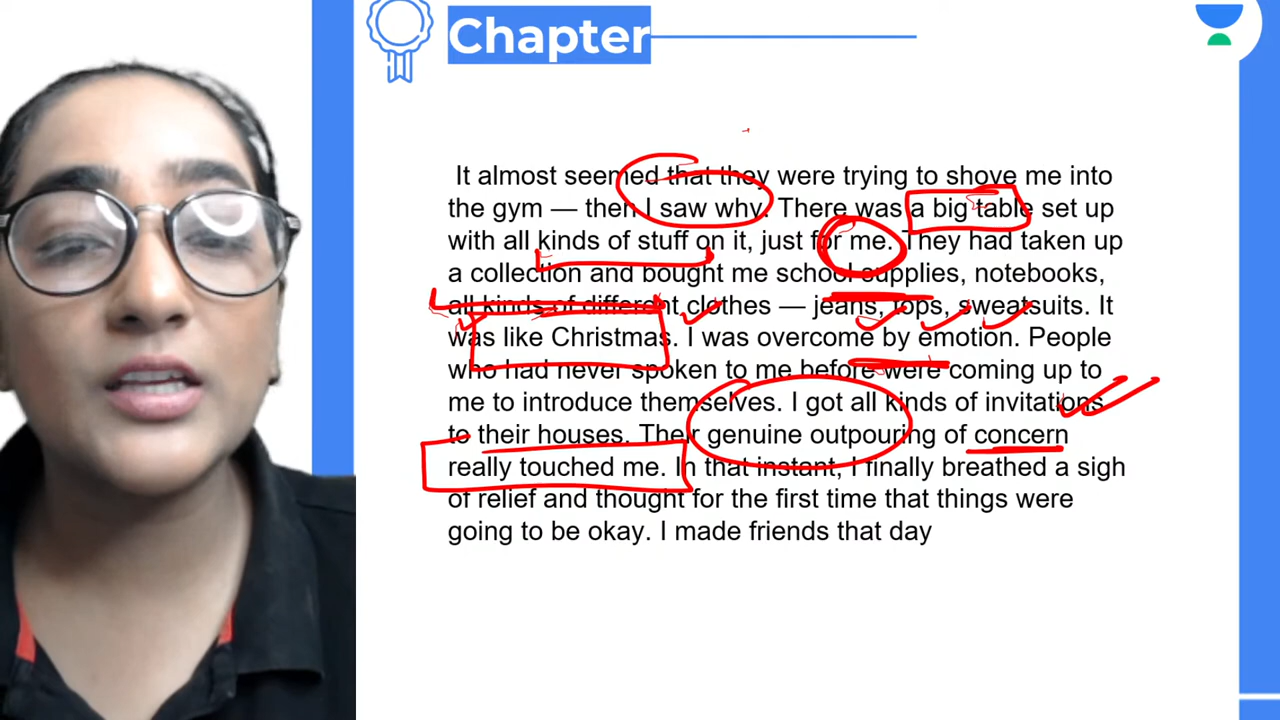 Chapter
It almost seemed that they were trying to shove me into
the gym — then I saw why. There was a big table set up
with all kinds of stuff on it, just for me. They had taken up
a collection and bought me school supplies, notebooks,
all kinds of different clothes — jeans, tops, sweatsuits. It
was like Christmas. I was overcome by emotion. People
who had never spoken to me before were coming up to
me to introduce themselves. I got all kinds of invitations
to their houses. Their genuine outpouring of concern
really touched me. In that instant, I finally breathed a sigh
of relief and thought for the first time that things were
going to be okay. I made friends that day